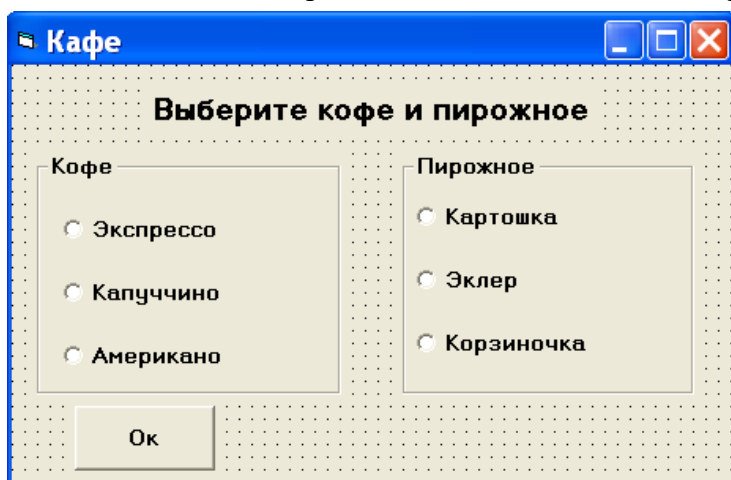 Кафе
Выберите кофе и пирожное
Кофе
Экспрессо
Капуччино
Американо
Пирожное
Картошка
Эклер
Корзиночка
Ок